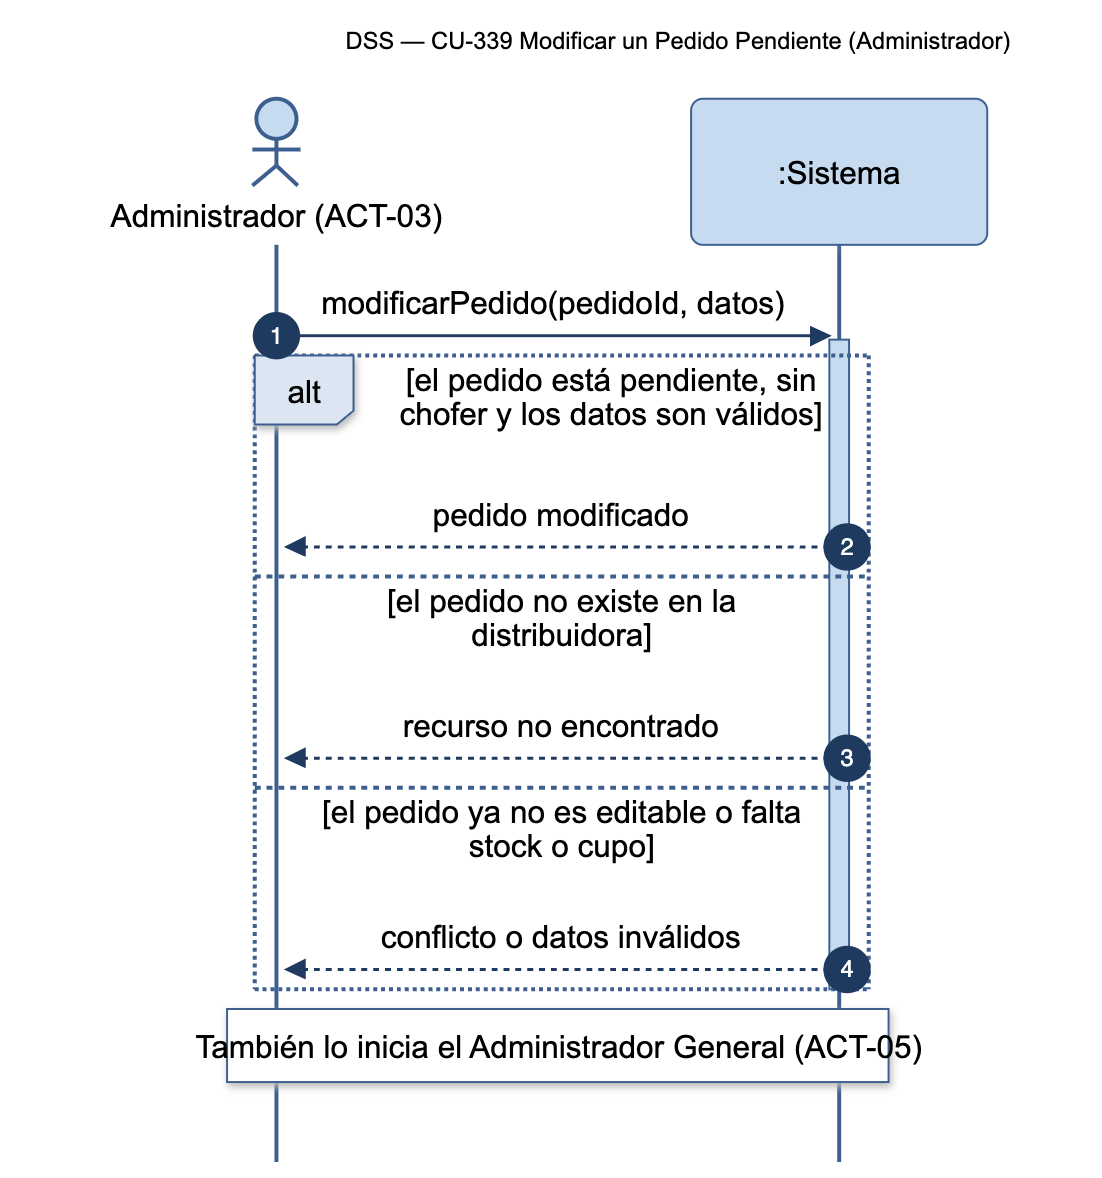 DSS — CU-339 Modificar un Pedido Pendiente (Administrador)
:Sistema
Administrador (ACT-03)
modificarPedido(pedidoId, datos)
1
alt
[el pedido está pendiente, sin
chofer y los datos son válidos]
pedido modificado
2
[el pedido no existe en la
distribuidora]
recurso no encontrado
3
[el pedido ya no es editable o falta
stock o cupo]
conflicto o datos inválidos
4
También lo inicia el Administrador General (ACT-05)